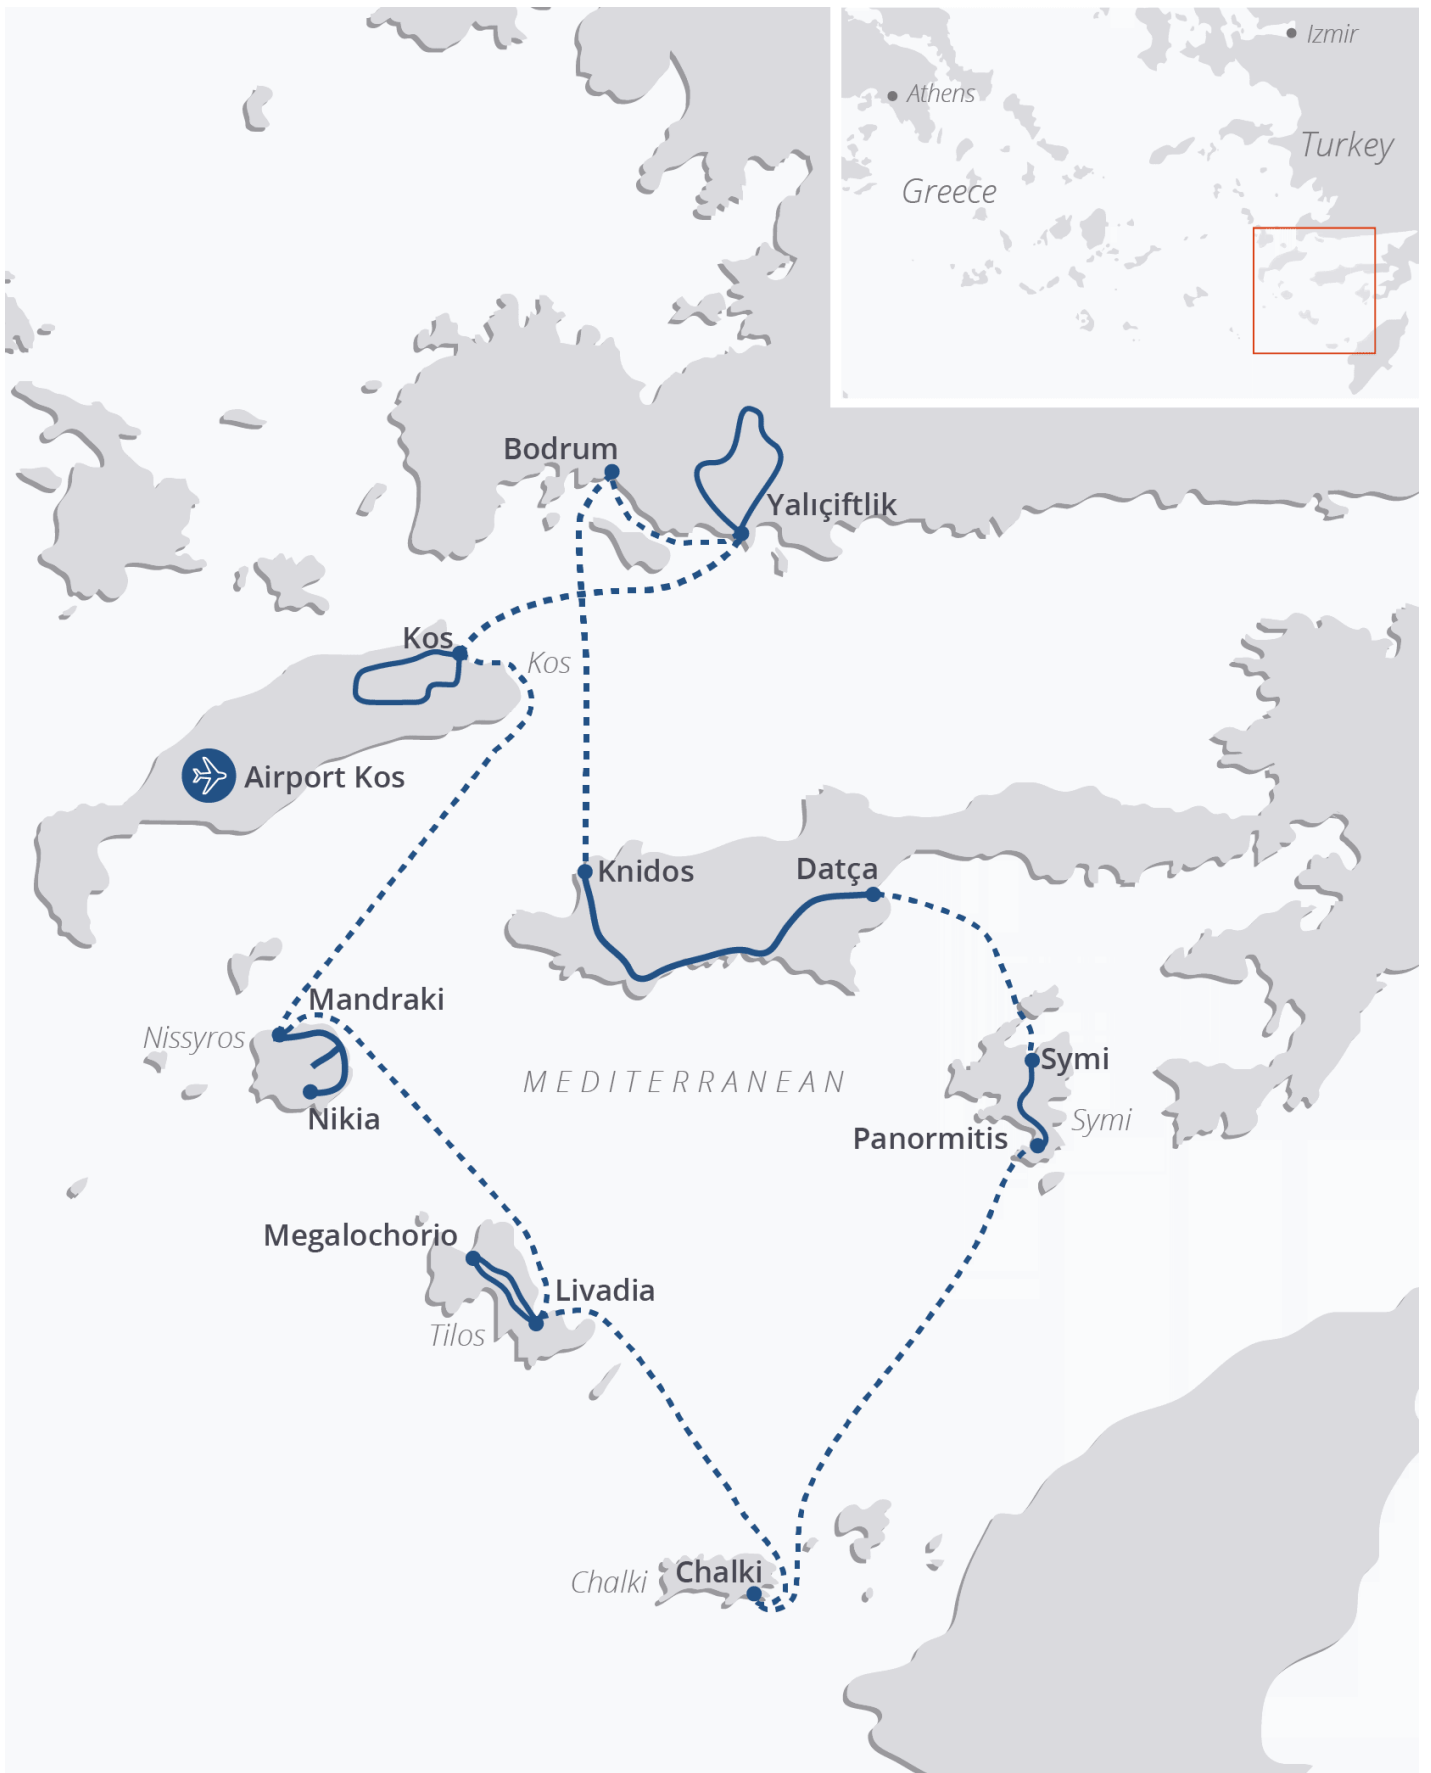 Izmir
Athens
Turkey
Greece
Bodrum
Yalıçiftlik
Kos
Kos
Airport Kos
Knidos
Datça
Mandraki
Nissyros
Nikia
MEDITERRANEAN
Symi
Symi
Panormitis
Megalochorio
Livadia
Tilos
Chalki
Chalki